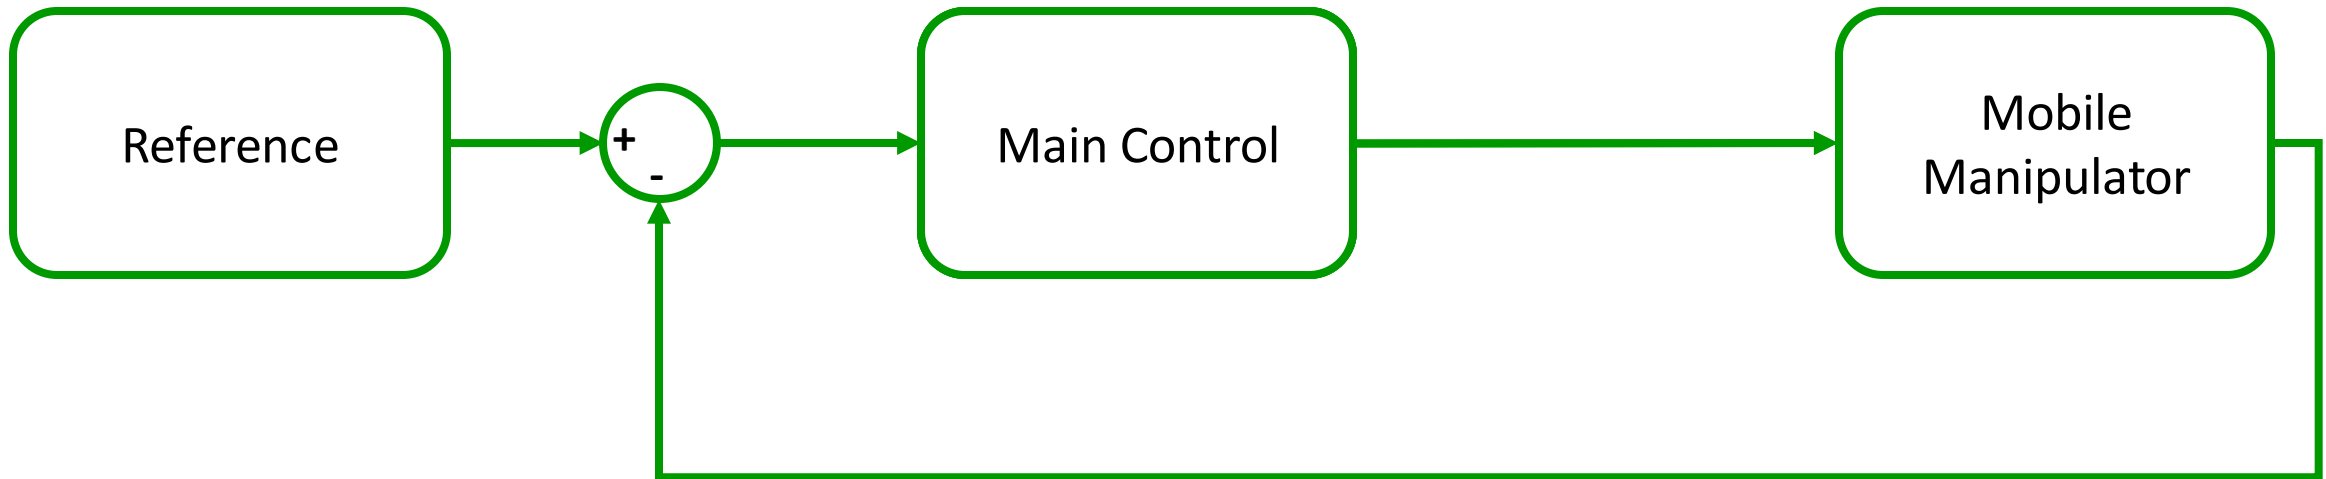 Reference
+
-
Main Control
Mobile
Manipulator